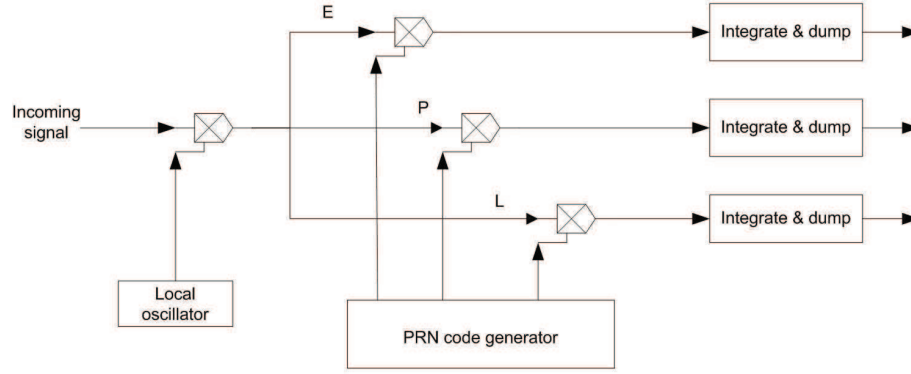 E
Integrate & dump
Incoming
signal
P
Integrate & dump
L
Integrate & dump
Local
oscillator
PRN code generator